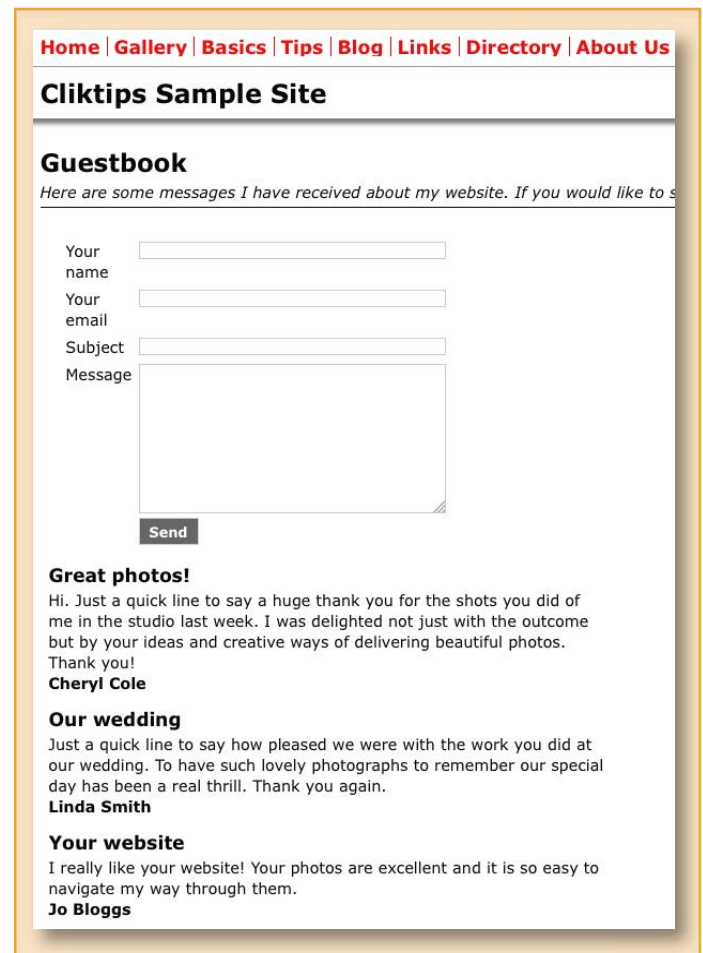 Home | Gallery | Basics | Tips | Blog | Links | Directory | About Us
Cliktips Sample Site
Guestbook
Here are some messages I have received about my website. If you would like to
Your
name
Your
email
Subject
Message
Send
Great photos!
Hi. Just a quick line to say a huge thank you for the shots you did of
me in the studio last week. I was delighted not just with the outcome
but by your ideas and creative ways of delivering beautiful photos.
Thank you!
Cheryl Cole
Our wedding
Just a quick line to say how pleased we were with the work you did at
our wedding. To have such lovely photographs to remember our special
day has been a real thrill. Thank you again.
Linda Smith
Your website
I really like your website! Your photos are excellent and it is so easy to
navigate my way through them.
Jo Bloggs